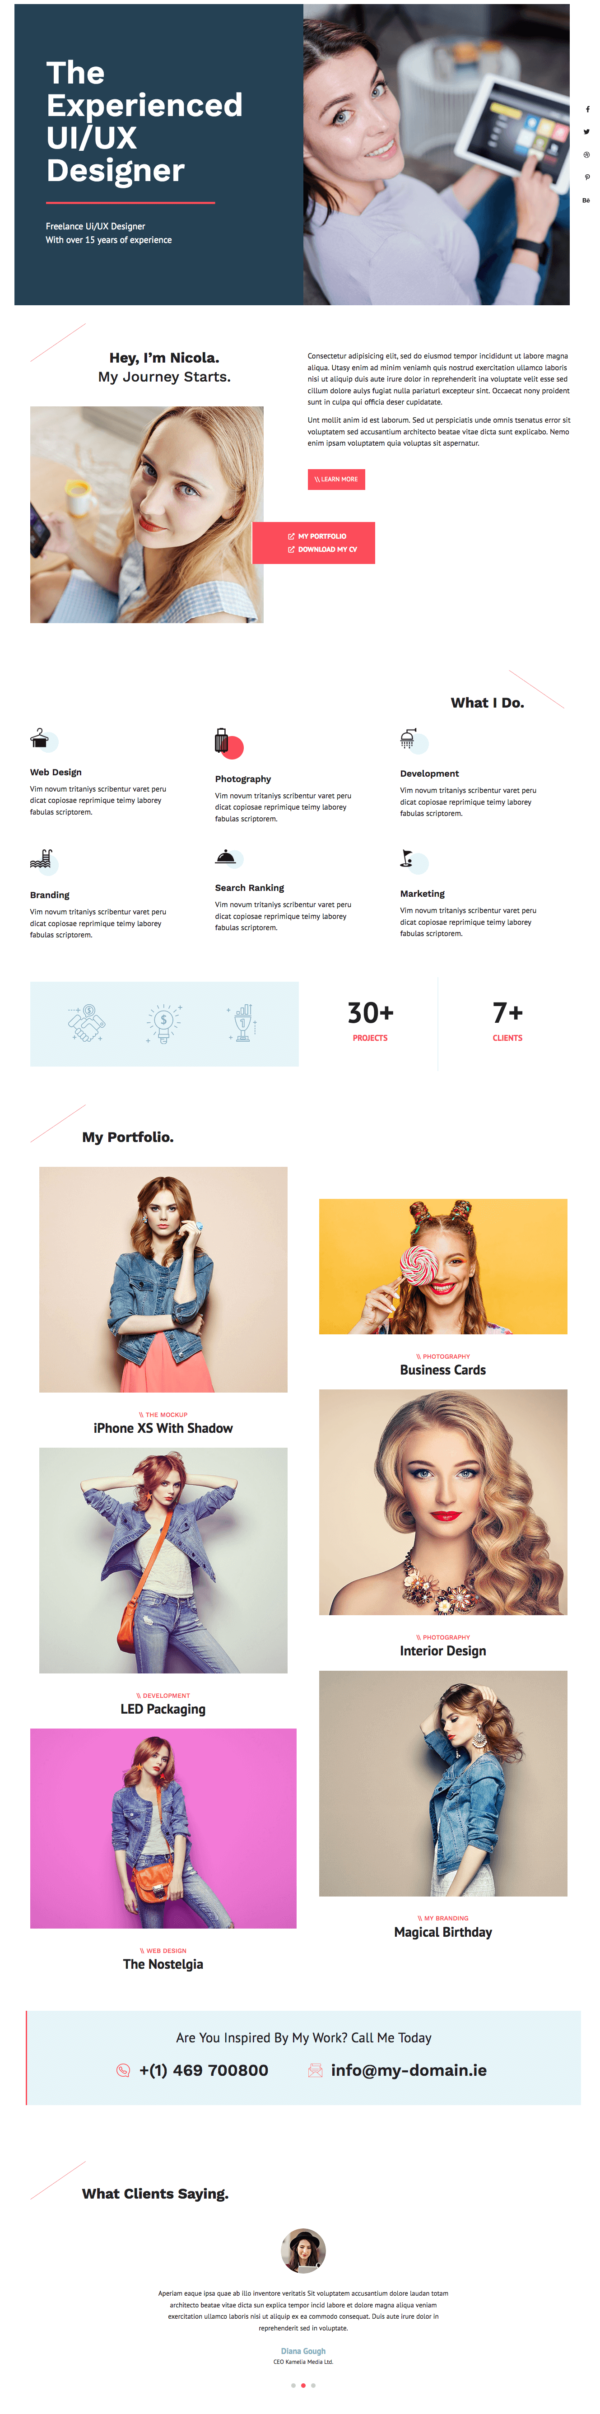 The
Experienced
UI/UX
Designer
Freelance Ui/UX Designer
With over 15 years of experience
Bē
Hey, I'm Nicola.
My Journey Starts.
Consectetur adipisicing elit, sed do eiusmod tempor incididunt ut labore magna
aliqua. Utasy enim ad minim veniamh quis nostrud exercitation ullamco laboris
nisi ut aliquip duis aute irure dolor in reprehenderit ina voluptate velit esse sed
cillum dolore aulys fugiat nulla pariaturl excepteur sint. Occaecat nony proident
sunt in culpa qui officia deser cupidatate.
Unt mollit anim id est laborum. Sed ut perspiciatis unde omnis tsenatus error sit
voluptatem sed accusantium architecto beatae vitae dicta sunt explicabo. Nemo
enim ipsam voluptatem quia voluptas sit aspernatur.
\\ LEARN MORE
MY PORTFOLIO
DOWNLOAD MY CV
What I Do.
Web Design
Vim novum tritaniys scribentur varet peru
dicat copiosae reprimique teimy laborey
fabulas scriptorem.
Photography
Vim novum tritaniys scribentur varet peru
dicat copiosae reprimique teimy laborey
fabulas scriptorem.
Development
Vim novum tritaniys scribentur varet peru
dicat copiosae reprimique teimy laborey
fabulas scriptorem.
Branding
Vim novum tritaniys scribentur varet peru
dicat copiosae reprimique teimy laborey
fabulas scriptorem.
Search Ranking
Vim novum tritaniys scribentur varet peru
dicat copiosae reprimique teimy laborey
fabulas scriptorem.
Marketing
Vim novum tritaniys scribentur varet peru
dicat copiosae reprimique teimy laborey
fabulas scriptorem.
$
$
1
30+
PROJECTS
7+
CLIENTS
My Portfolio.
\\ THE MOCKUP
iPhone XS With Shadow
\\ PHOTOGRAPHY
Business Cards
\\ DEVELOPMENT
LED Packaging
\\ PHOTOGRAPHY
Interior Design
\\ WEB DESIGN
The Nostelgia
\\ MY BRANDING
Magical Birthday
Are You Inspired By My Work? Call Me Today
+(1) 469 700800
info@my-domain.ie
What Clients Saying.
Aperiam eaque ipsa quae ab illo inventore veritatis Sit voluptatem accusantium dolore laudan totam
architecto beatae vitae dicta sun explica tempor incid labore et dolore magna aliqua veniam
exercitation ullamco laboris nisi ut aliquip ex ea commodo consequat. Duis aute irure dolor in
reprehenderit sed in voluptate.
Diana Gough
CEO Kamelia Media Ltd.